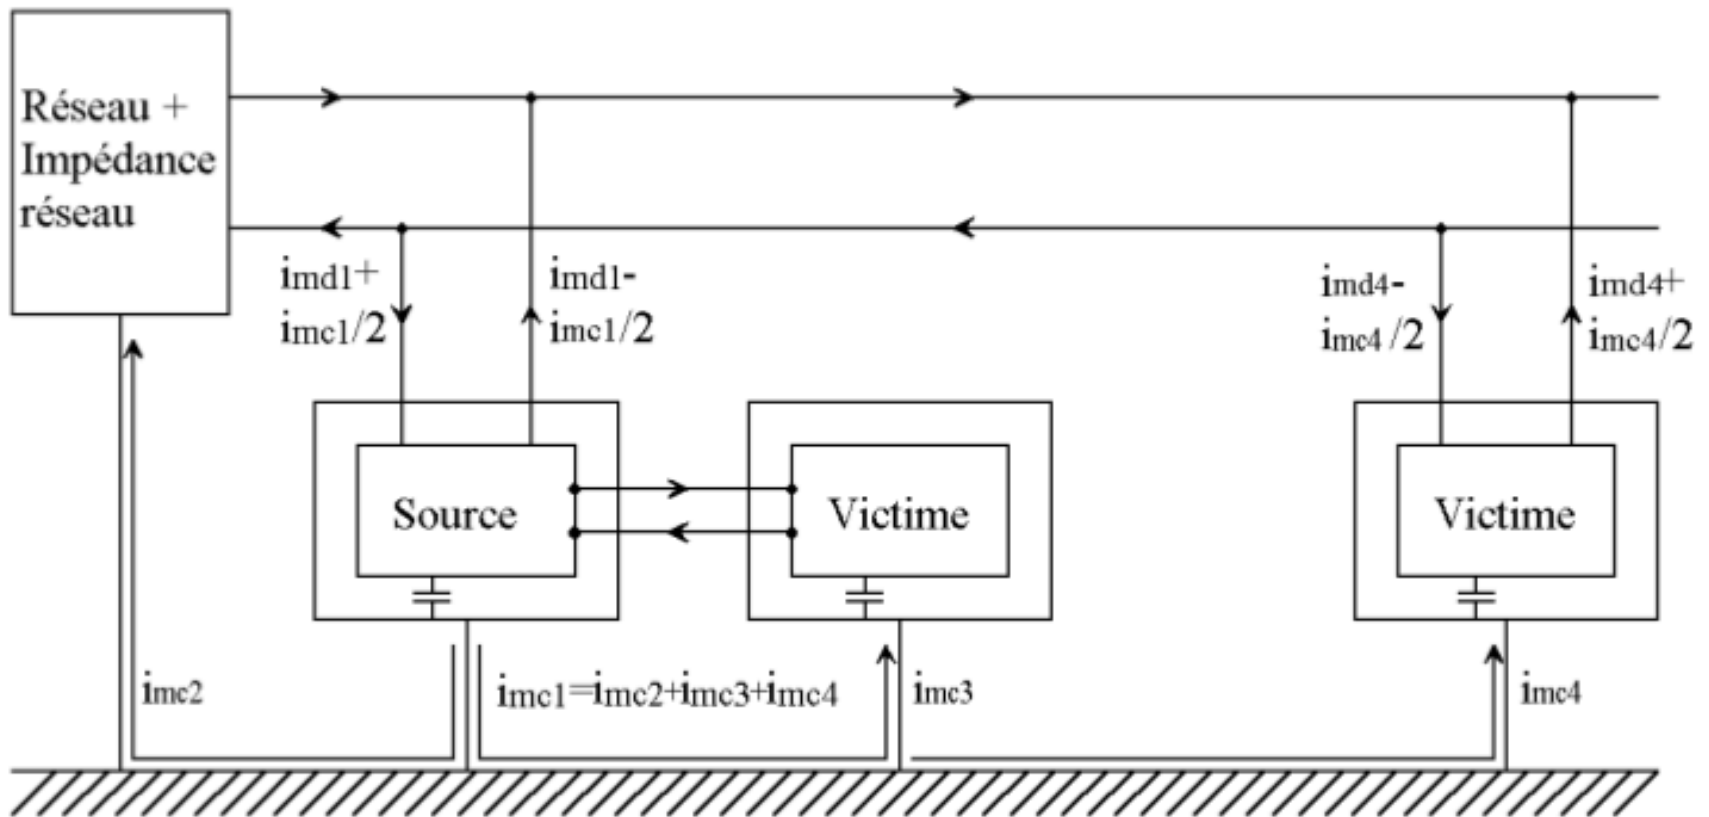 Réseau +
Impédance
réseau
imd1+
imc1/2
imd1-
imc1/2
imd4-
imc4 /2
imd4+
imc4/2
Source
Victime
Victime
imc2
imc1=imc2+imc3+imc4
imc3
imc4